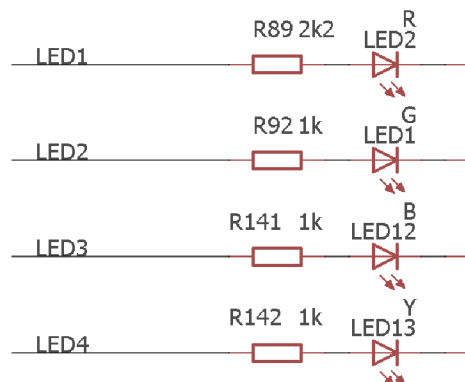 R
R89 2k2 LED2
LED1
G
R92 1k LED1
LED2
B
R141 1k LED12
LED3
Y
R142 1k LED13
LED4